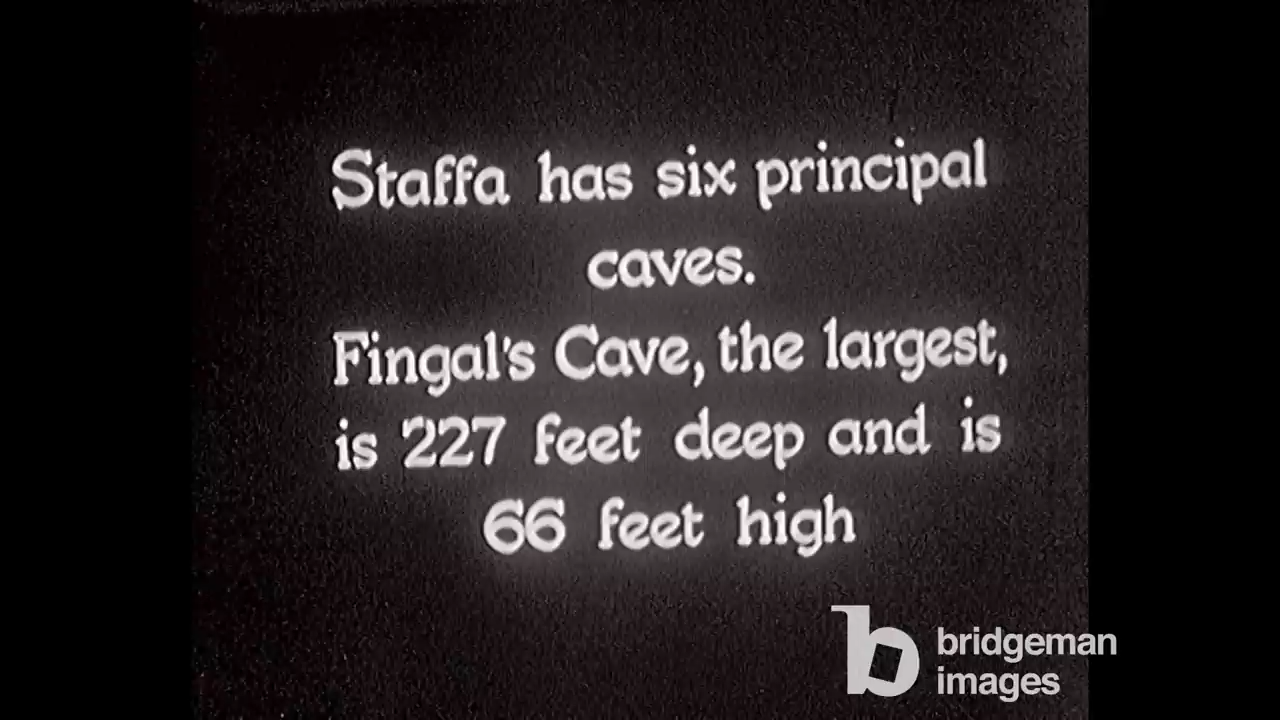 Staffa has six principal
caves.
Fingal's Cave, the largest,
is 227 feet deep and is
66 feet high
b bridgeman
images